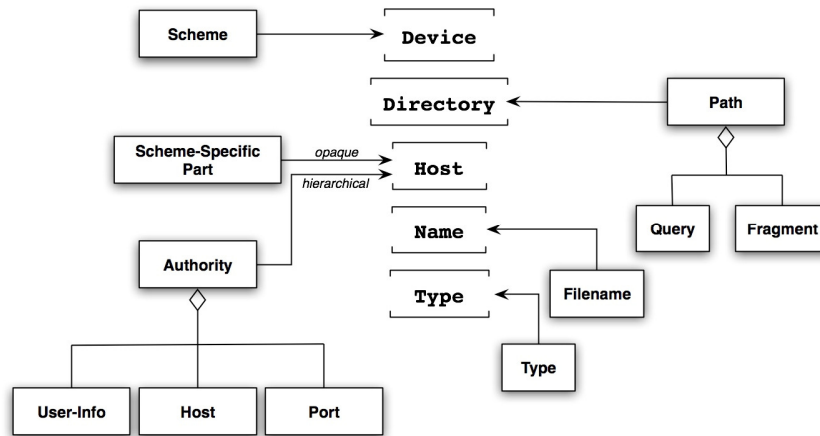 Scheme
Device
Directory
Path
Scheme-Specific
Part
opaque
hierarchical
Host
Name
Query
Fragment
Authority
Type
Filename
Type
User-Info
Host
Port